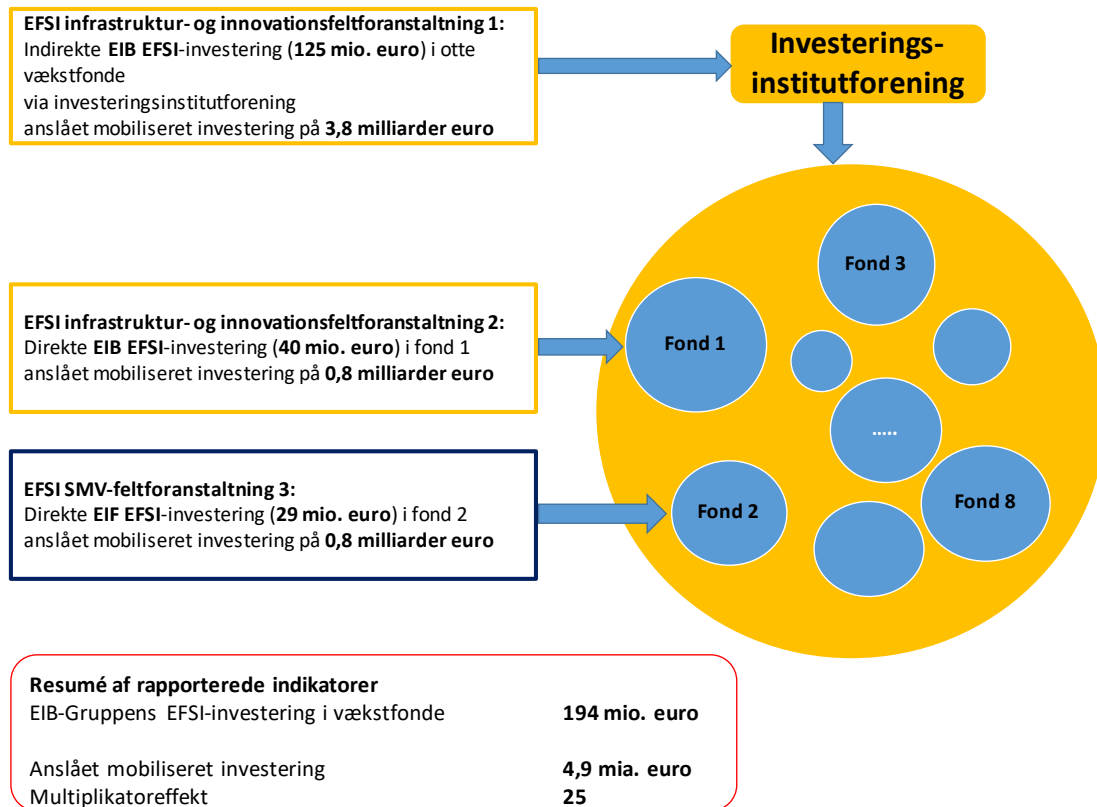 EFSI infrastruktur- og innovationsfeltforanstaltning 1:
Indirekte EIB EFSI-investering (125 mio. euro) i otte
vækstfonde
via investeringsinstitutforening
anslået mobiliseret investering på 3,8 milliarder euro
Investerings-
institutforening
Fond 3
EFSI infrastruktur- og innovationsfeltforanstaltning 2:
Direkte EIB EFSI-investering (40 mio. euro) i fond 1
anslået mobiliseret investering på 0,8 milliarder euro
Fond 1
.....
EFSI SMV-feltforanstaltning 3:
Direkte EIF EFSI-investering (29 mio. euro) i fond 2
anslået mobiliseret investering på 0,8 milliarder euro
Fond 2
Fond 8
Resumé af rapporterede indikatorer
EIB-Gruppens EFSI-investering i vækstfonde 194 mio. euro
Anslået mobiliseret investering 4,9 mia. euro
Multiplikatoreffekt 25